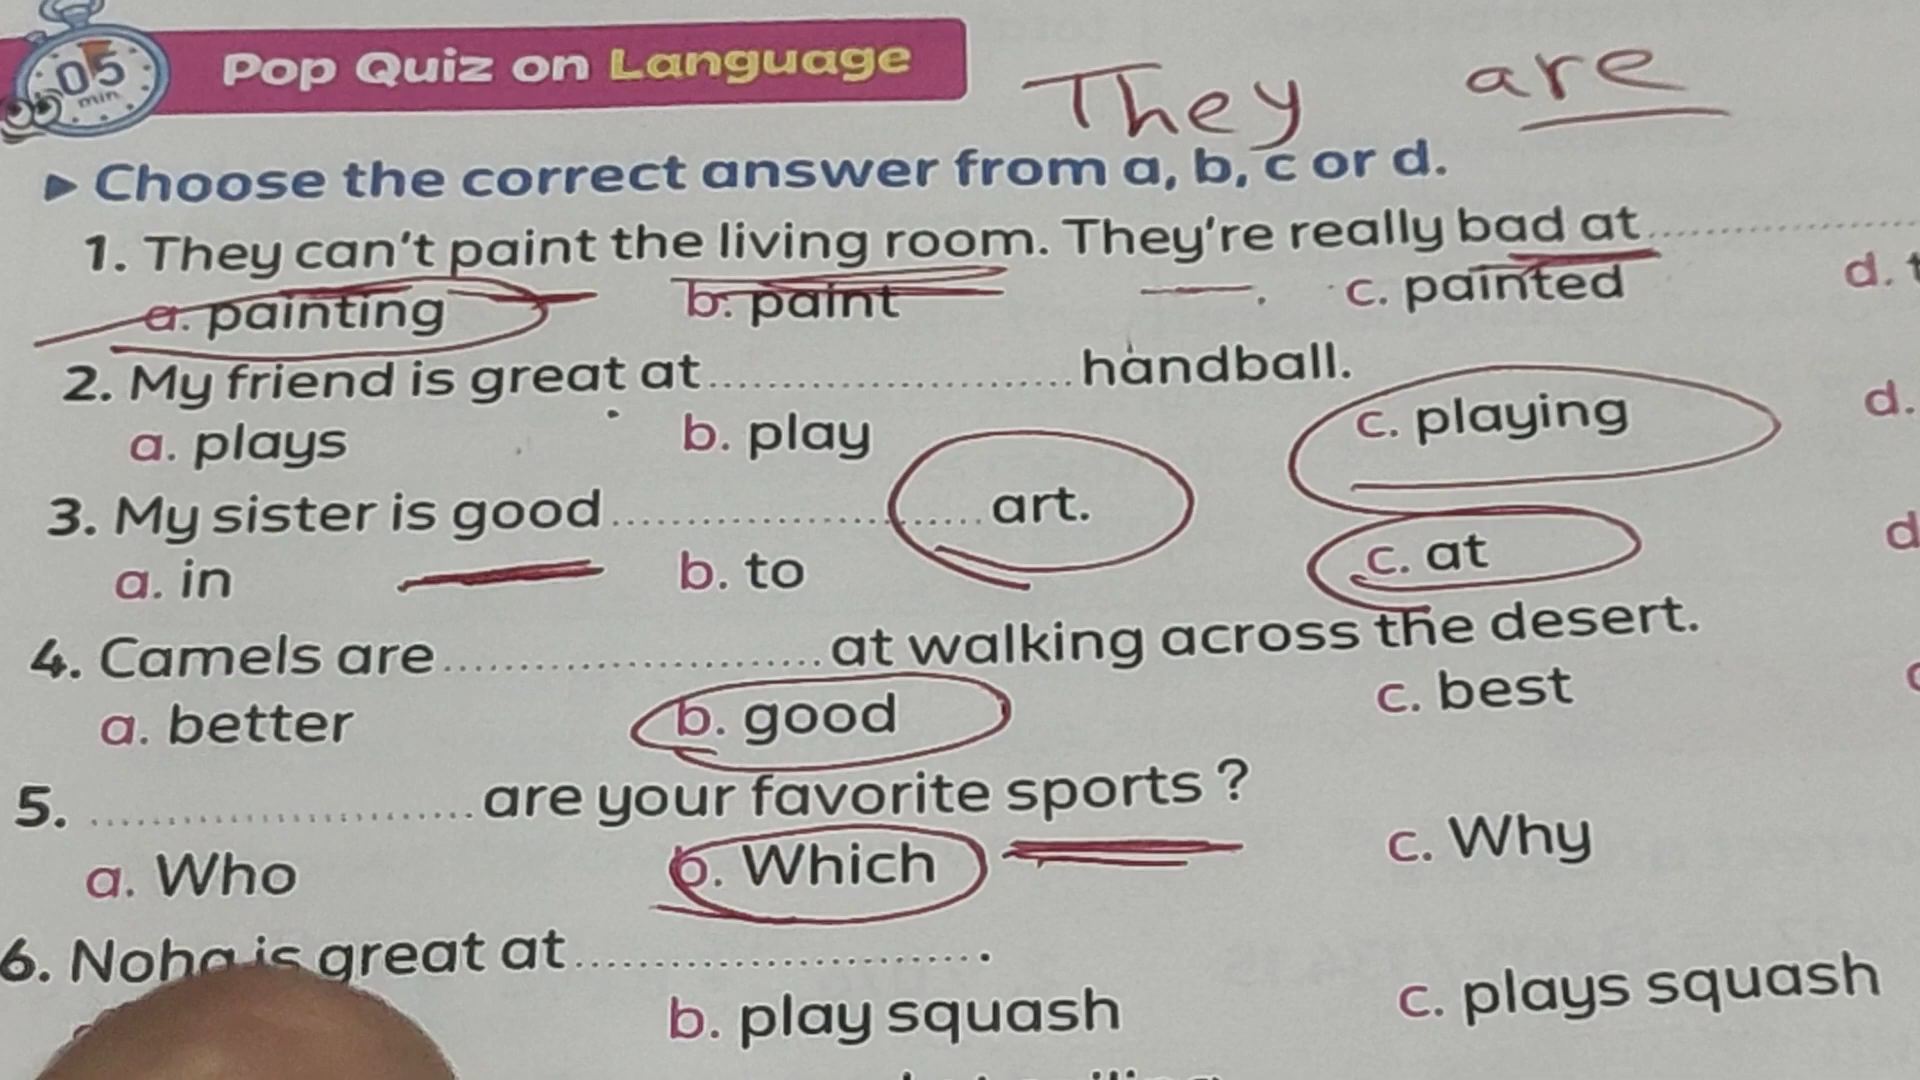 05
min
Pop Quiz on Language
They are
Choose the correct answer from a, b, c or d.
1. They can't paint the living room. They're really bad at
a. painting b. paint c. painted d.
2. My friend is great at handball.
a. plays b. play c. playing d.
3. My sister is good art.
a. in b. to c. at d
4. Camels are at walking across the desert.
a. better b. good c. best
5. are your favorite sports ?
a. Who b. Which c. Why
6. Noha is great at .
b. play squash c. plays squash